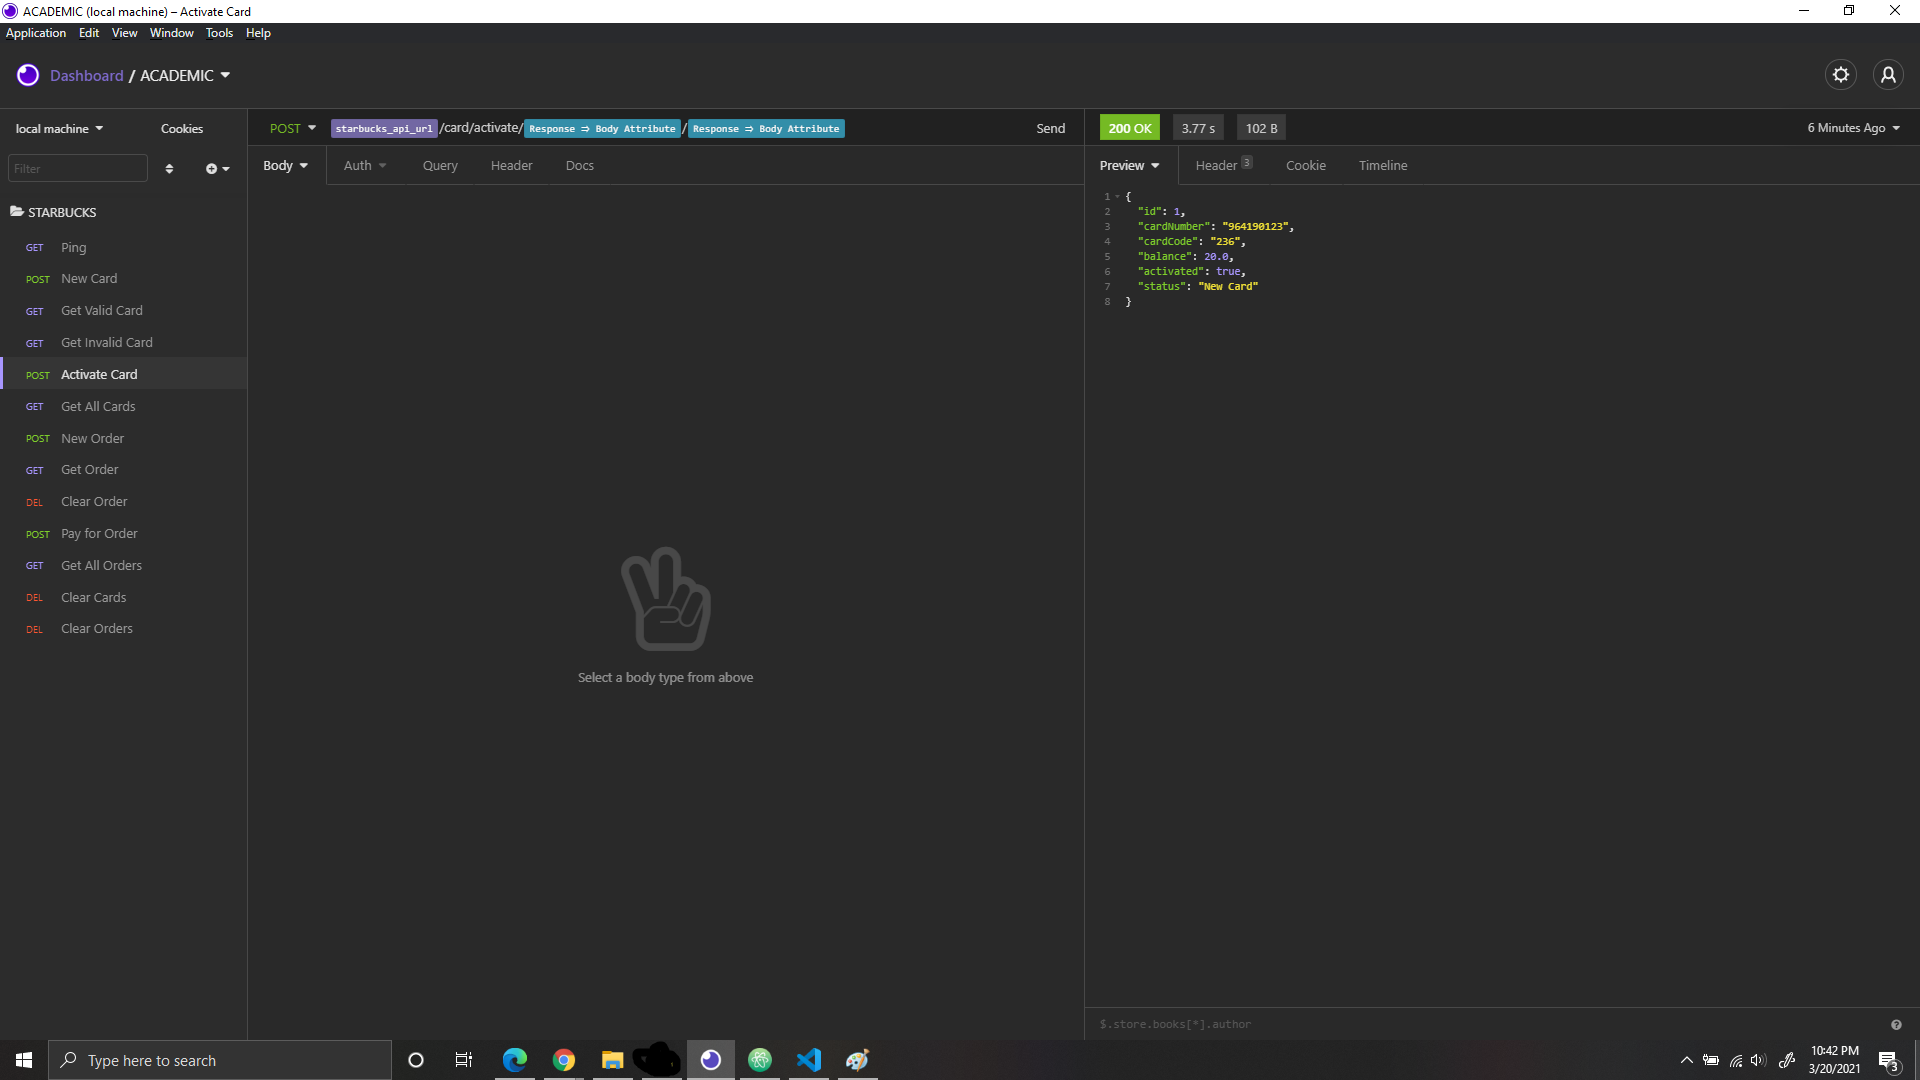 ACADEMIC (local machine) – Activate Card
Application Edit View Window Tools Help
Dashboard / ACADEMIC
local machine Cookies
Filter
STARBUCKS
GET Ping
POST New Card
GET Get Valid Card
GET Get Invalid Card
POST Activate Card
GET Get All Cards
POST New Order
GET Get Order
DEL Clear Order
POST Pay for Order
GET Get All Orders
DEL Clear Cards
DEL Clear Orders
POST starbucks_api_url/card/activate/Response ⇒ Body Attribute/Response ⇒ Body Attribute Send
Body Auth Query Header Docs
Select a body type from above
200 OK 3.77 s 102 B 6 Minutes Ago
Preview Header 3 Cookie Timeline
1 {
2 "id": 1,
3 "cardNumber": "964190123",
4 "cardCode": "236",
5 "balance": 20.0,
6 "activated": true,
7 "status": "New Card"
8 }
$.store.books[*].author
Type here to search
10:42 PM
3/20/2021
3